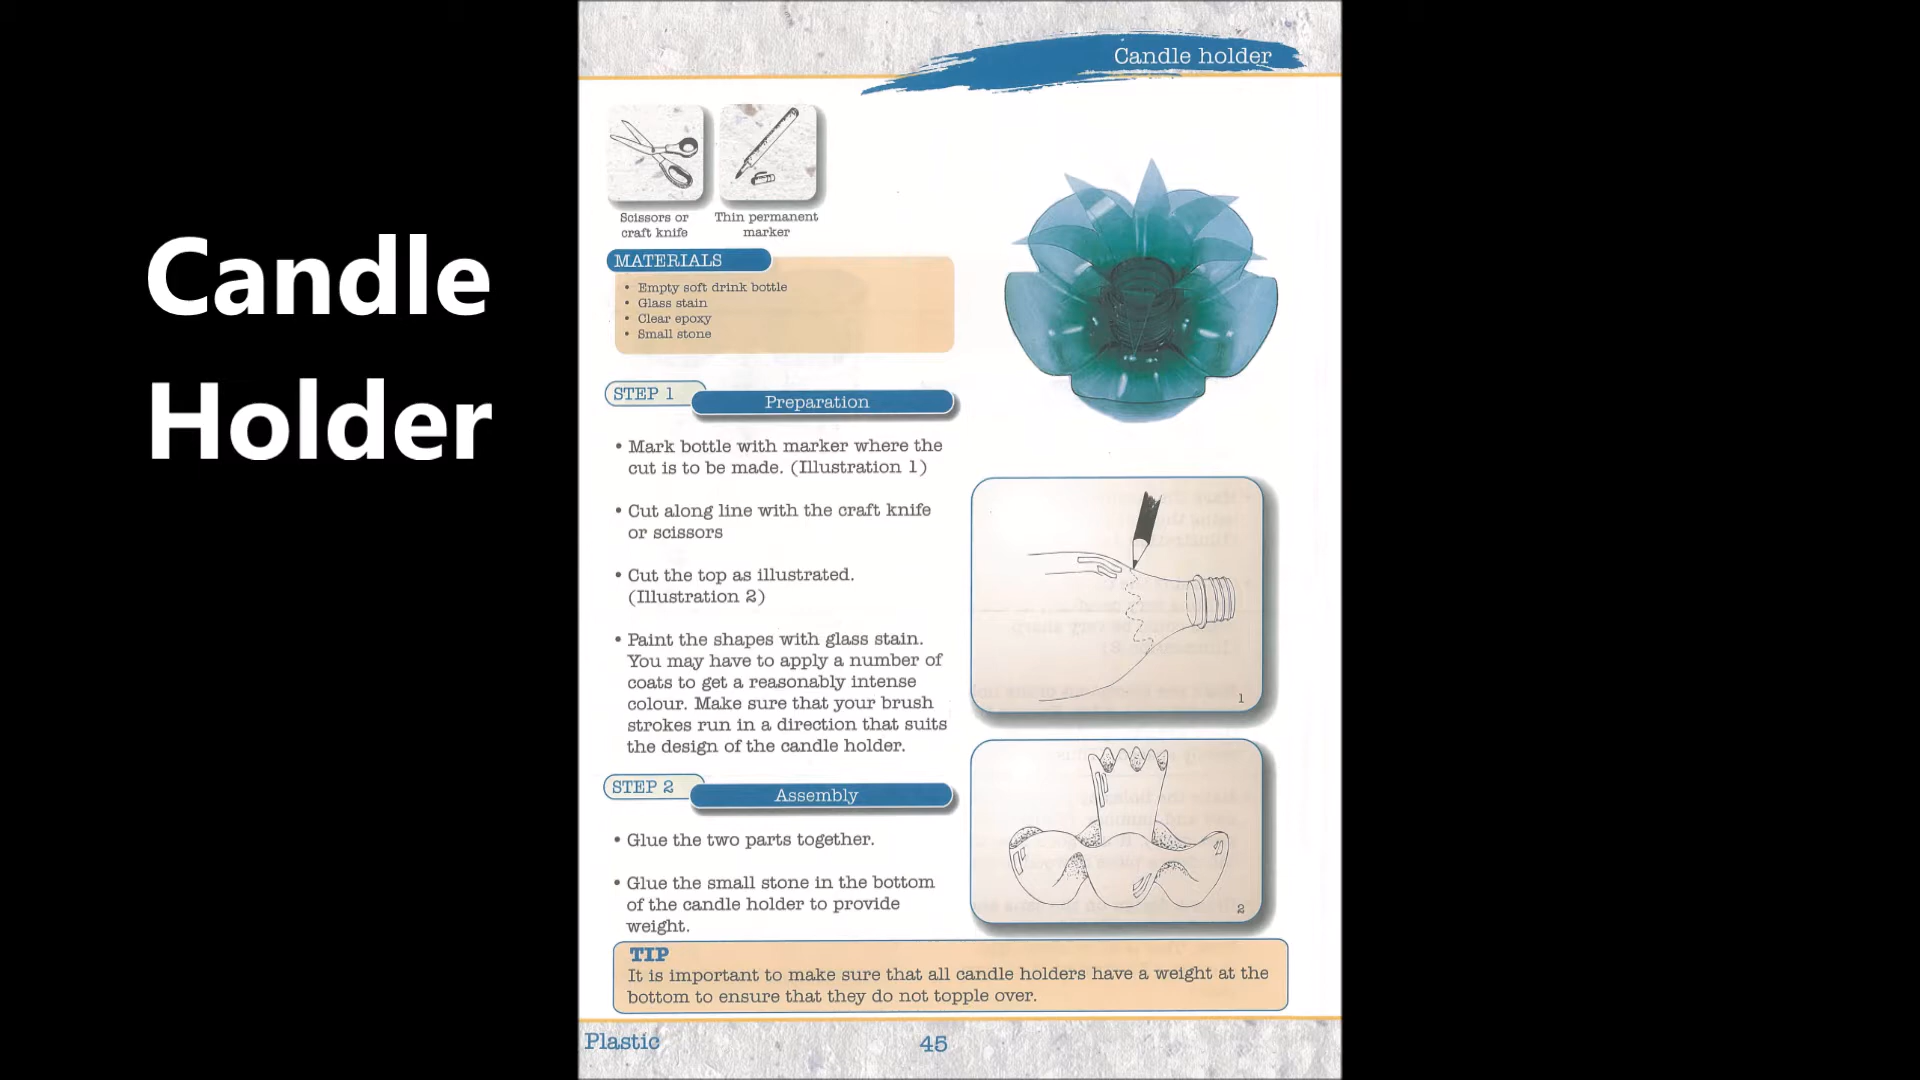 Candle
Holder
Candle holder
Scissors or
craft knife
Thin permanent
marker
MATERIALS
• Empty soft drink bottle
• Glass stain
• Clear epoxy
• Small stone
STEP 1
Preparation
• Mark bottle with marker where the
cut is to be made. (Illustration 1)
• Cut along line with the craft knife
or scissors
• Cut the top as illustrated.
(Illustration 2)
• Paint the shapes with glass stain.
You may have to apply a number of
coats to get a reasonably intense
colour. Make sure that your brush
strokes run in a direction that suits
the design of the candle holder.
1
STEP 2
Assembly
• Glue the two parts together.
• Glue the small stone in the bottom
of the candle holder to provide
weight.
2
TIP
It is important to make sure that all candle holders have a weight at the
bottom to ensure that they do not topple over.
Plastic
45